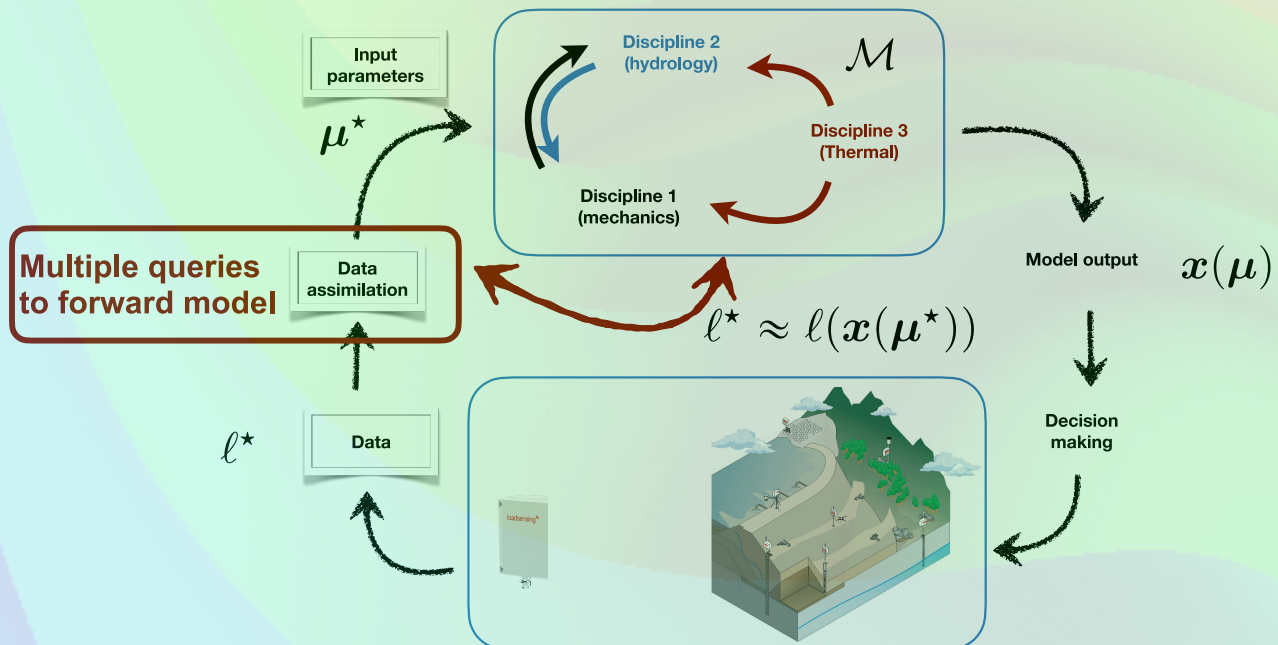 Input
parameters
μ*
Discipline 2
(hydrology)
ℳ
Discipline 3
(Thermal)
Discipline 1
(mechanics)
Multiple queries
to forward model
Data
assimilation
Model output
x(μ)
ℓ* ≈ ℓ(x(μ*))
Data
ℓ*
Decision
making
loadsensing